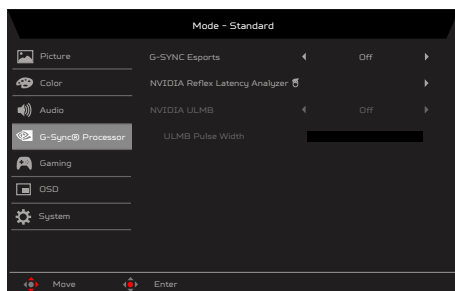 Mode - Standard
Picture
G-SYNC Esports Off
Color
NVIDIA Reflex Latency Analyzer
Audio
NVIDIA ULMB Off
G-Sync® Processor
ULMB Pulse Width
Gaming
OSD
System
Move Enter